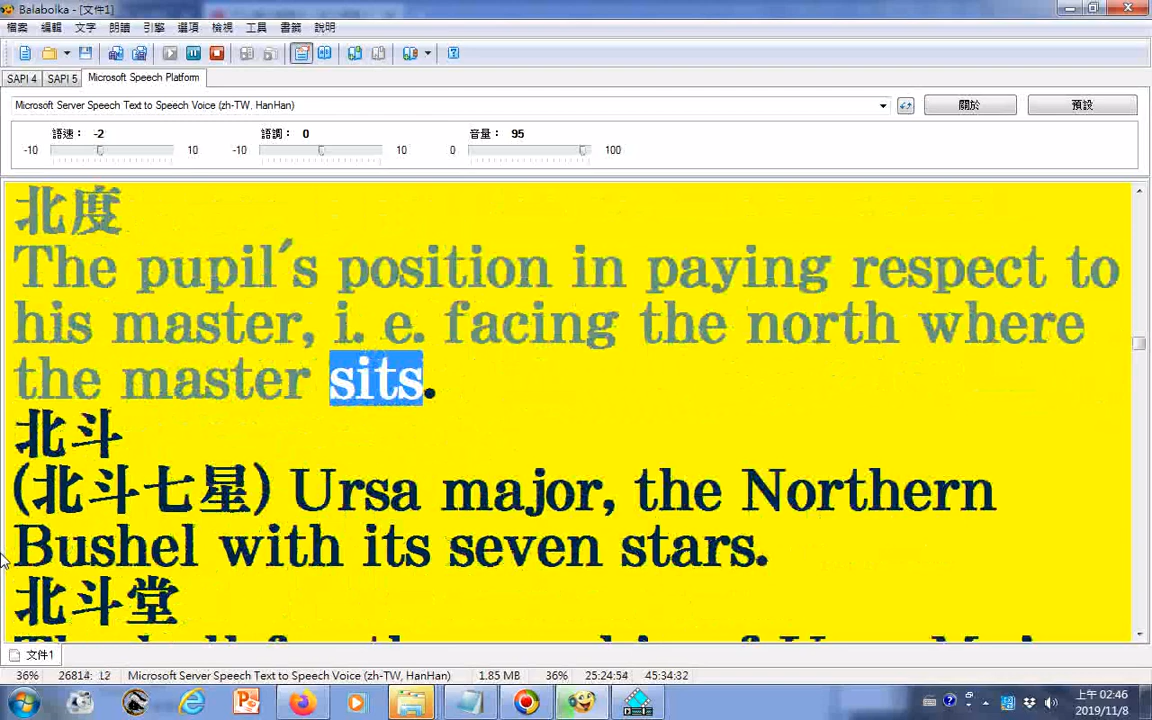 Balabolka - [文件1]
檔案 編輯 文字 朗讀 引擎 選項 檢視 工具 書籤 說明
SAPI 4 SAPI 5 Microsoft Speech Platform
Microsoft Server Speech Text to Speech Voice (zh-TW, HanHan) 關於 預設
語速： -2 語調： 0 音量： 95
-10 10 -10 10 0 100
北度
The pupil´s position in paying respect to
his master, i. e. facing the north where
the master sits.
北斗
(北斗七星) Ursa major, the Northern
Bushel with its seven stars.
北斗堂
文件1
36% 26814: 12 Microsoft Server Speech Text to Speech Voice (zh-TW, HanHan) 1.85 MB 36% 25:24:54 45:34:32
上午 02:46
2019/11/8